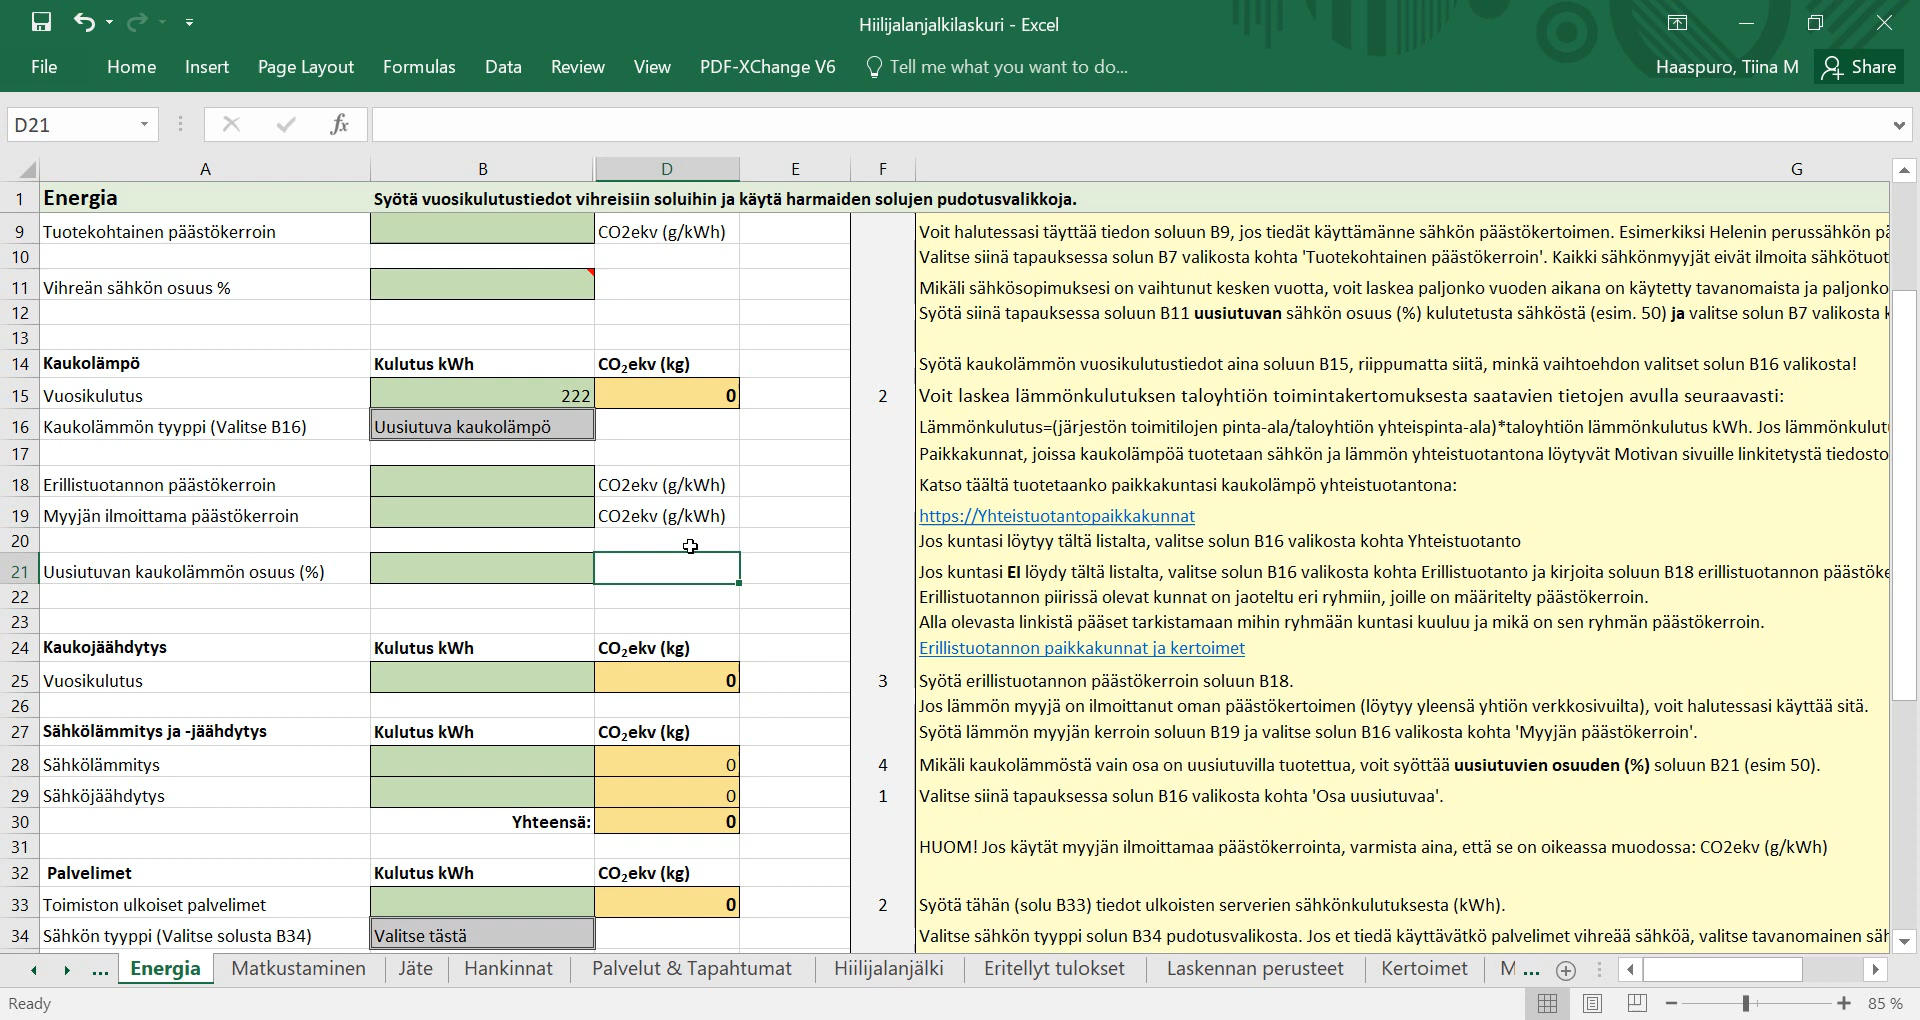 Hiilijalanjalkilaskuri - Excel
File Home Insert Page Layout Formulas Data Review View PDF-XChange V6 Tell me what you want to do... Haaspuro, Tiina M Share
D21 fx
A B D E F G
1 Energia Syötä vuosikulutustiedot vihreisiin soluihin ja käytä harmaiden solujen pudotusvalikkoja.
9 Tuotekohtainen päästökerroin CO2ekv (g/kWh) Voit halutessasi täyttää tiedon soluun B9, jos tiedät käyttämänne sähkön päästökertoimen. Esimerkiksi Helenin perussähkön pä
10 Valitse siinä tapauksessa solun B7 valikosta kohta 'Tuotekohtainen päästökerroin'. Kaikki sähkönmyyjät eivät ilmoita sähkötuot
11 Vihreän sähkön osuus % Mikäli sähkösopimuksesi on vaihtunut kesken vuotta, voit laskea paljonko vuoden aikana on käytetty tavanomaista ja paljonko
12 Syötä siinä tapauksessa soluun B11 uusiutuvan sähkön osuus (%) kulutetusta sähköstä (esim. 50) ja valitse solun B7 valikosta k
13
14 Kaukolämpö Kulutus kWh CO₂ekv (kg) Syötä kaukolämmön vuosikulutustiedot aina soluun B15, riippumatta siitä, minkä vaihtoehdon valitset solun B16 valikosta!
15 Vuosikulutus 222 0 2 Voit laskea lämmönkulutuksen taloyhtiön toimintakertomuksesta saatavien tietojen avulla seuraavasti:
16 Kaukolämmön tyyppi (Valitse B16) Uusiutuva kaukolämpö Lämmönkulutus=(järjestön toimitilojen pinta-ala/taloyhtiön yhteispinta-ala)*taloyhtiön lämmönkulutus kWh. Jos lämmönkulut
17 Paikkakunnat, joissa kaukolämpöä tuotetaan sähkön ja lämmön yhteistuotantona löytyvät Motivan sivuille linkitetystä tiedosto
18 Erillistuotannon päästökerroin CO2ekv (g/kWh) Katso täältä tuotetaanko paikkakuntasi kaukolämpö yhteistuotantona:
19 Myyjän ilmoittama päästökerroin CO2ekv (g/kWh) https://Yhteistuotantopaikkakunnat
20 Jos kuntasi löytyy tältä listalta, valitse solun B16 valikosta kohta Yhteistuotanto
21 Uusiutuvan kaukolämmön osuus (%) Jos kuntasi EI löydy tältä listalta, valitse solun B16 valikosta kohta Erillistuotanto ja kirjoita soluun B18 erillistuotannon päästöke
22 Erillistuotannon piirissä olevat kunnat on jaoteltu eri ryhmiin, joille on määritelty päästökerroin.
23 Alla olevasta linkistä pääset tarkistamaan mihin ryhmään kuntasi kuuluu ja mikä on sen ryhmän päästökerroin.
24 Kaukojäähdytys Kulutus kWh CO₂ekv (kg) Erillistuotannon paikkakunnat ja kertoimet
25 Vuosikulutus 0 3 Syötä erillistuotannon päästökerroin soluun B18.
26 Jos lämmön myyjä on ilmoittanut oman päästökertoimen (löytyy yleensä yhtiön verkkosivuilta), voit halutessasi käyttää sitä.
27 Sähkölämmitys ja -jäähdytys Kulutus kWh CO₂ekv (kg) Syötä lämmön myyjän kerroin soluun B19 ja valitse solun B16 valikosta kohta 'Myyjän päästökerroin'.
28 Sähkölämmitys 0 4 Mikäli kaukolämmöstä vain osa on uusiutuvilla tuotettua, voit syöttää uusiutuvien osuuden (%) soluun B21 (esim 50).
29 Sähköjäähdytys 0 1 Valitse siinä tapauksessa solun B16 valikosta kohta 'Osa uusiutuvaa'.
30 Yhteensä: 0
31 HUOM! Jos käytät myyjän ilmoittamaa päästökerrointa, varmista aina, että se on oikeassa muodossa: CO2ekv (g/kWh)
32 Palvelimet Kulutus kWh CO₂ekv (kg)
33 Toimiston ulkoiset palvelimet 0 2 Syötä tähän (solu B33) tiedot ulkoisten serverien sähkönkulutuksesta (kWh).
34 Sähkön tyyppi (Valitse solusta B34) Valitse tästä Valitse sähkön tyyppi solun B34 pudotusvalikosta. Jos et tiedä käyttävätkö palvelimet vihreää sähköä, valitse tavanomainen säh
... Energia Matkustaminen Jäte Hankinnat Palvelut & Tapahtumat Hiilijalanjälki Eritellyt tulokset Laskennan perusteet Kertoimet M ...
Ready 85 %